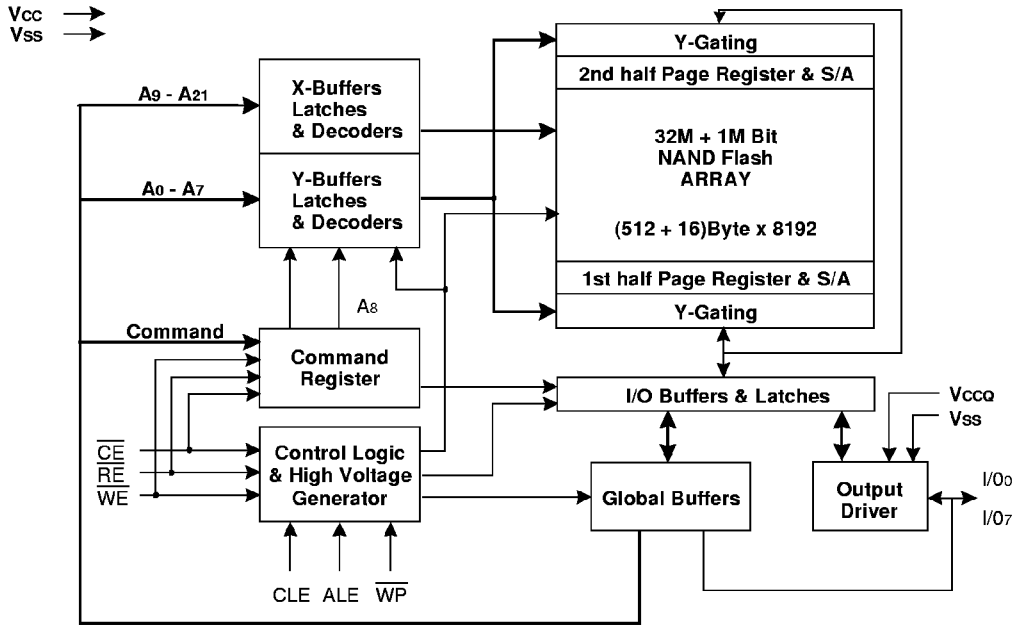 VCC
VSS
A9 - A21
X-Buffers
Latches
& Decoders
A0 - A7
Y-Buffers
Latches
& Decoders
Y-Gating
2nd half Page Register & S/A
32M + 1M Bit
NAND Flash
ARRAY
(512 + 16)Byte x 8192
1st half Page Register & S/A
Y-Gating
A8
Command
Command
Register
I/O Buffers & Latches
VCCQ
VSS
CE
RE
WE
Control Logic
& High Voltage
Generator
Global Buffers
Output
Driver
I/00
I/07
CLE
ALE
WP